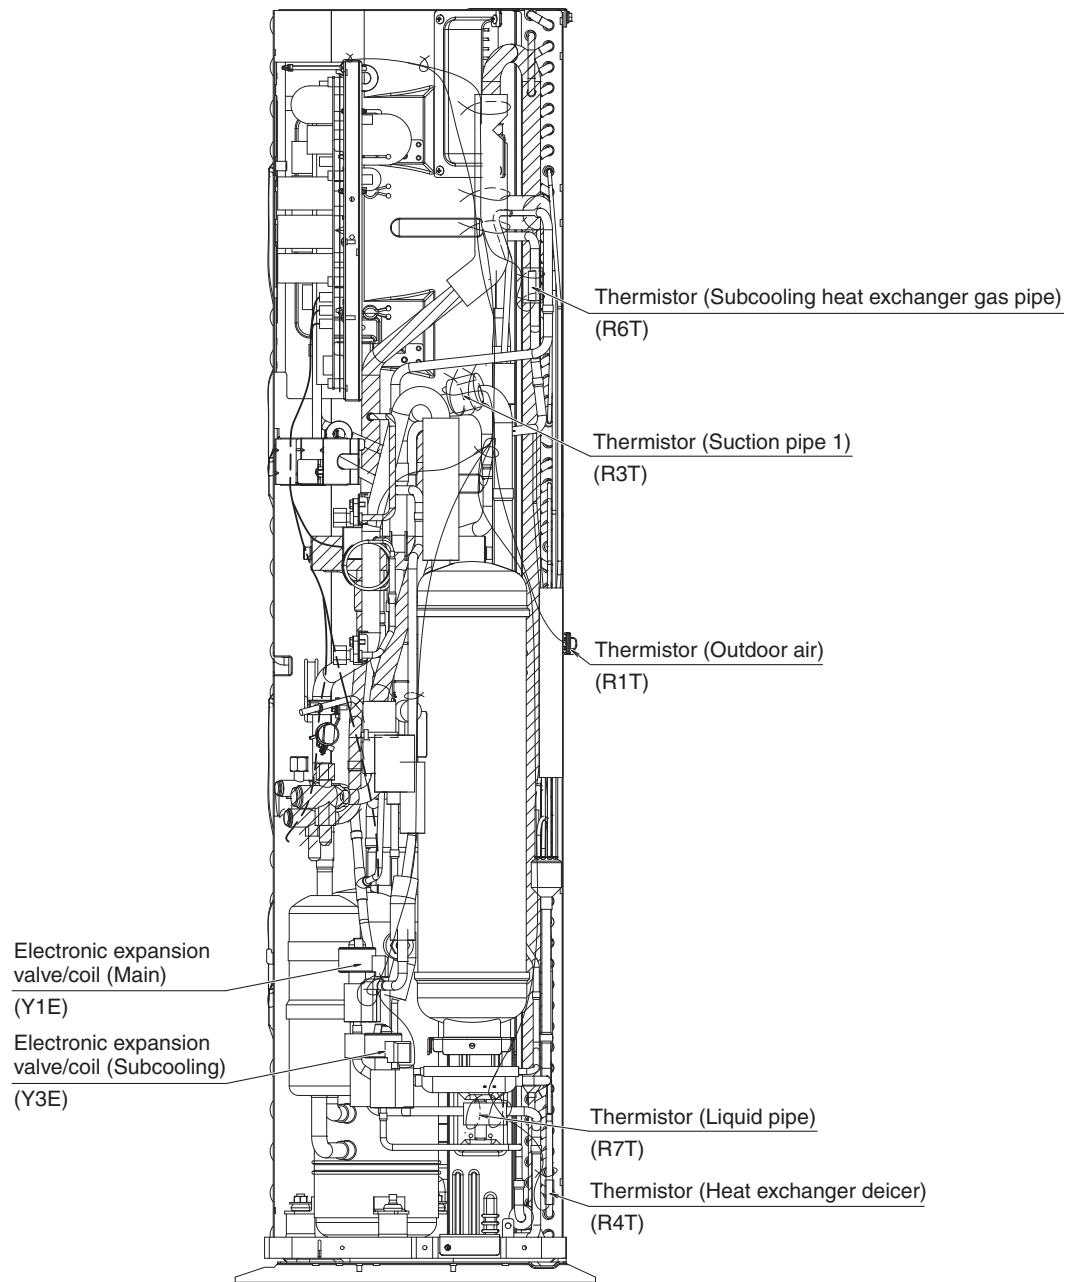 Thermistor (Subcooling heat exchanger gas pipe)
(R6T)
Thermistor (Suction pipe 1)
(R3T)
Thermistor (Outdoor air)
(R1T)
Electronic expansion
valve/coil (Main)
(Y1E)
Electronic expansion
valve/coil (Subcooling)
(Y3E)
Thermistor (Liquid pipe)
(R7T)
Thermistor (Heat exchanger deicer)
(R4T)